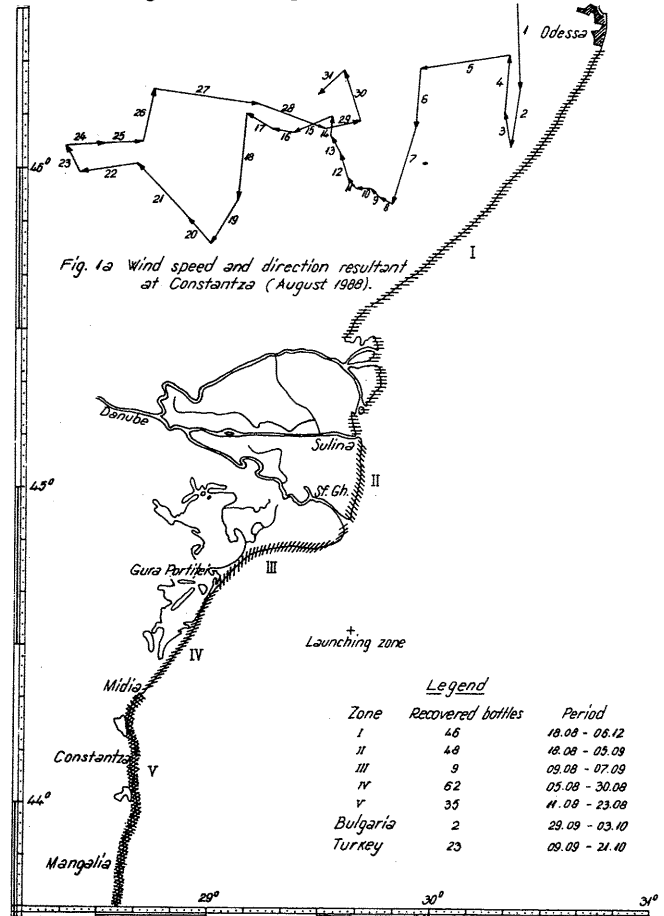 Odessa
1
2
3
4
5
6
7
8
9
10
11
12
13
14
15
16
17
18
19
20
21
22
23
24
25
26
27
28
29
30
31
46°
Fig. 1a Wind speed and direction resultant
at Constantza (August 1988).
I
Danube
Sulina
II
45°
Sf. Gh.
Gura Portitei
III
Launching zone
IV
Midia
Constantza
V
44°
Mangalia
Legend
Zone Recovered bottles Period
I 46 18.08 - 06.12
II 48 18.08 - 05.09
III 9 09.08 - 07.09
IV 62 05.08 - 30.08
V 35 11.08 - 23.08
Bulgaria 2 29.09 - 03.10
Turkey 23 09.09 - 21.10
29° 30° 31°